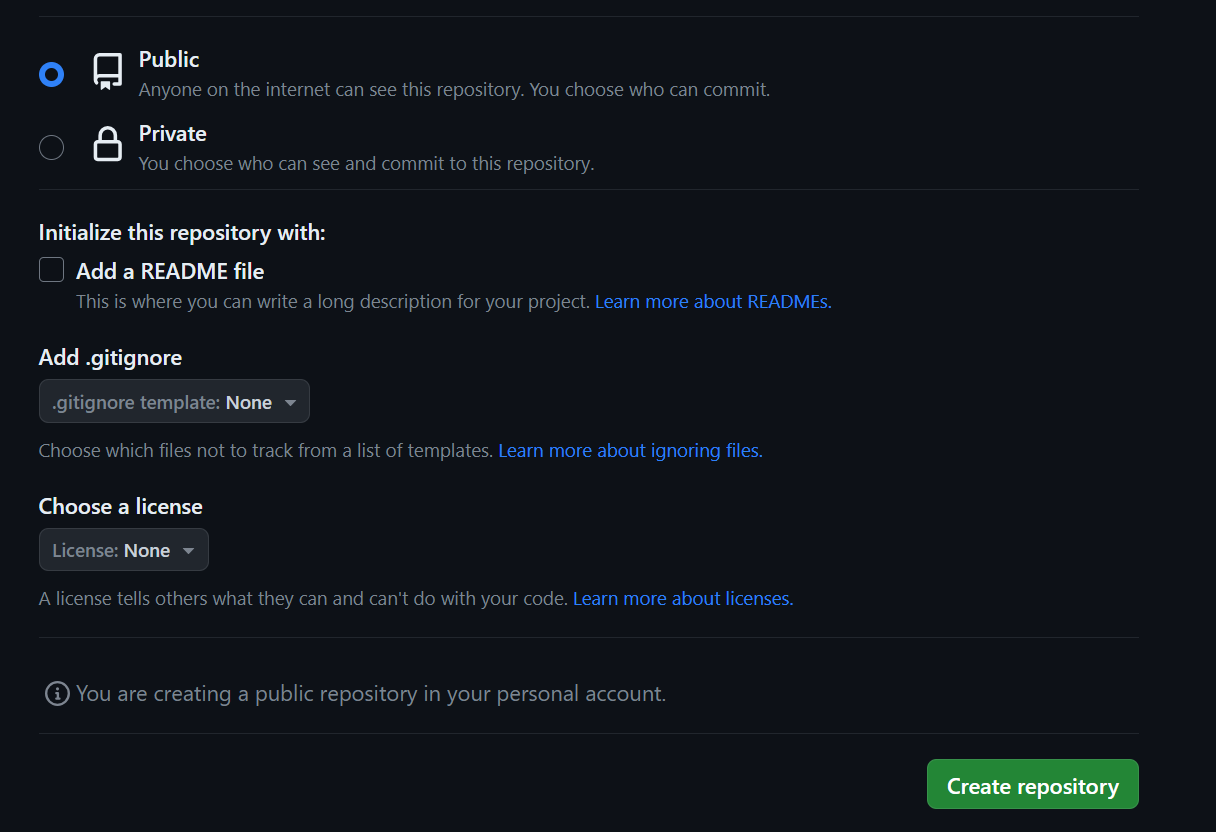 Public
Anyone on the internet can see this repository. You choose who can commit.
Private
You choose who can see and commit to this repository.
Initialize this repository with:
Add a README file
This is where you can write a long description for your project. Learn more about READMEs.
Add .gitignore
.gitignore template: None
Choose which files not to track from a list of templates. Learn more about ignoring files.
Choose a license
License: None
A license tells others what they can and can't do with your code. Learn more about licenses.
You are creating a public repository in your personal account.
Create repository